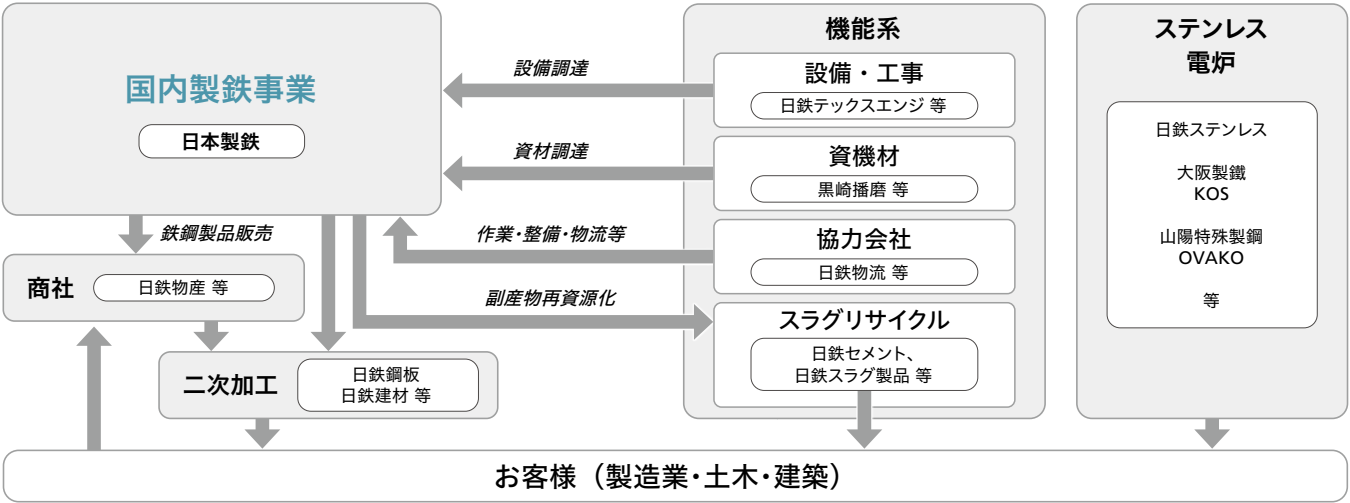 国内製鉄事業
日本製鉄
鉄鋼製品販売
商社
日鉄物産 等
二次加工
日鉄鋼板
日鉄建材 等
設備調達
資材調達
作業・整備・物流等
副産物再資源化
機能系
設備・工事
日鉄テックスエンジ 等
資機材
黒崎播磨 等
協力会社
日鉄物流 等
スラグリサイクル
日鉄セメント、
日鉄スラグ製品 等
ステンレス
電炉
日鉄ステンレス
大阪製鐵
KOS
山陽特殊製鋼
OVAKO
等
お客様（製造業・土木・建築）